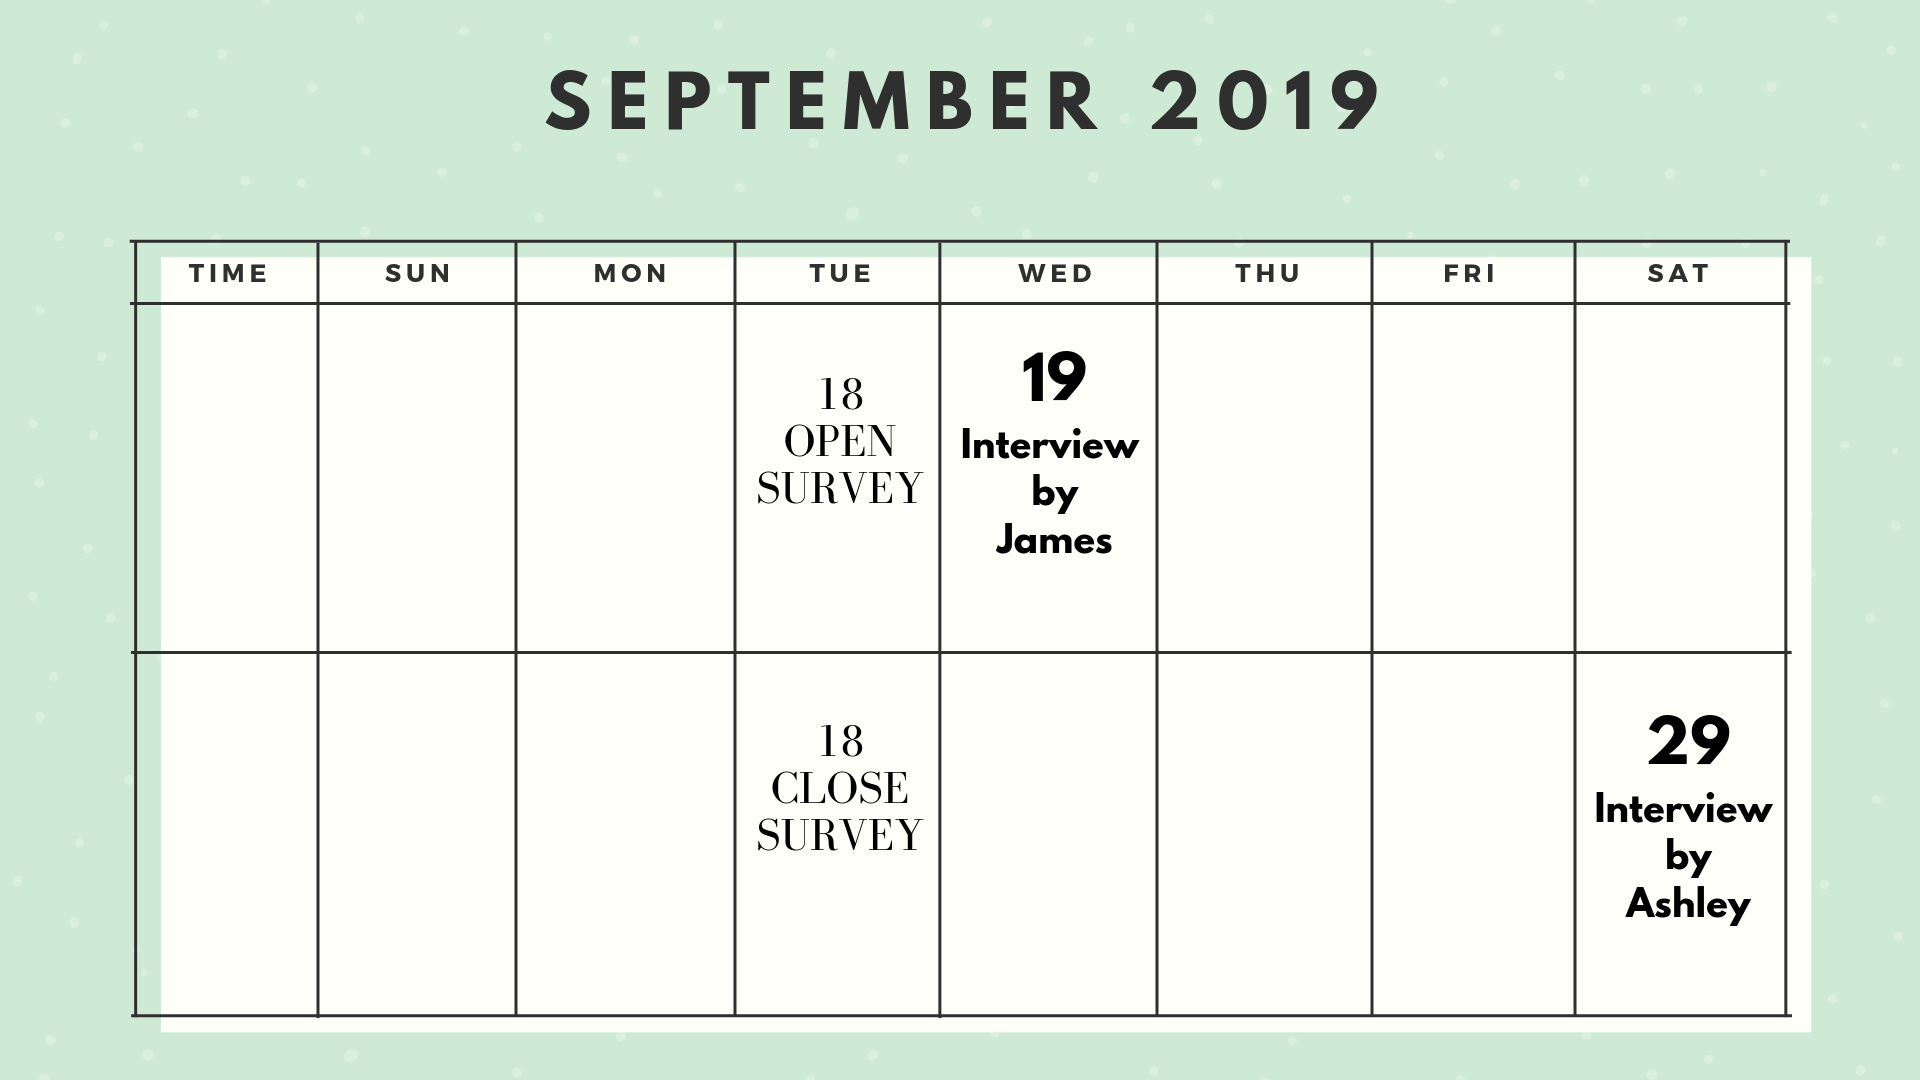 SEPTEMBER 2019
TIME SUN MON TUE WED THU FRI SAT
18
OPEN
SURVEY
19
Interview
by
James
18
CLOSE
SURVEY
29
Interview
by
Ashley